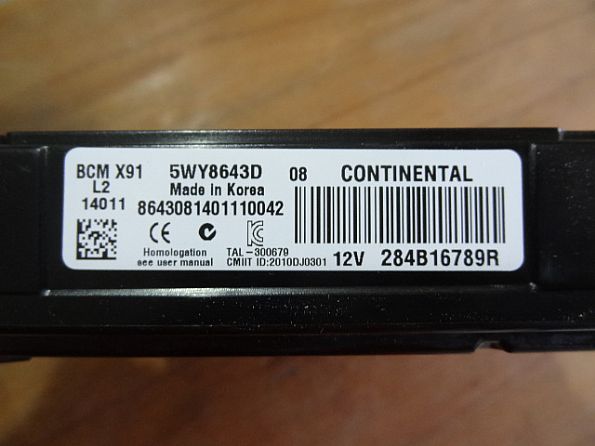 BCM X91 5WY8643D 08 CONTINENTAL
L2 Made in Korea
14011 8643081401110042
CE
Homologation TAL-300679
see user manual CMIIT ID:2010DJ0301 12V 284B16789R